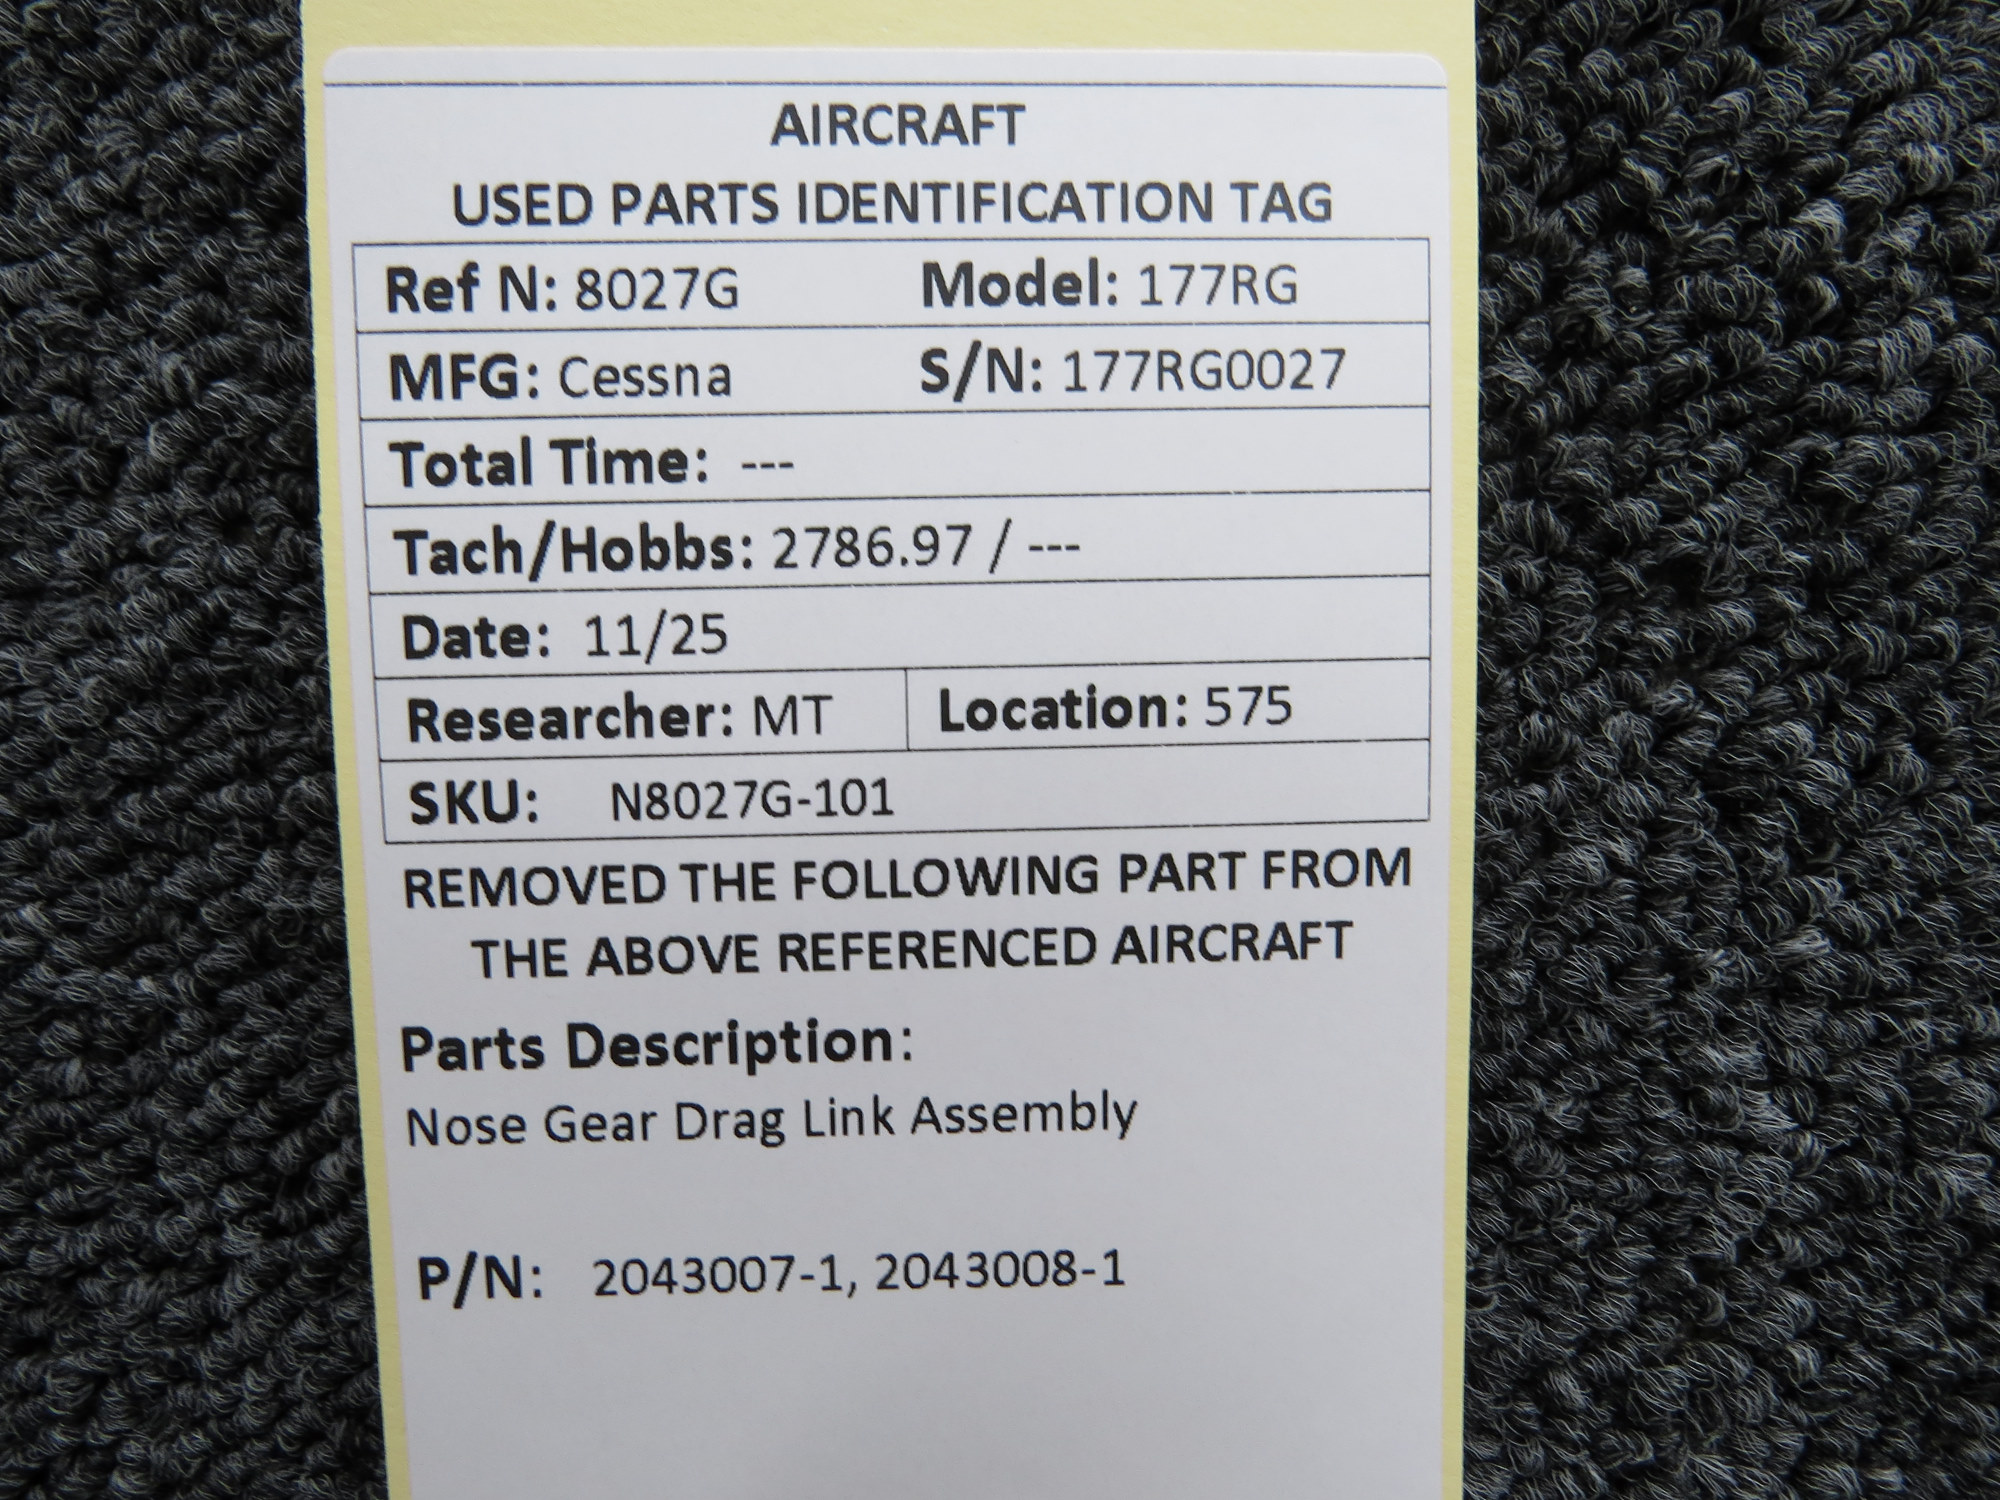 AIRCRAFT
USED PARTS IDENTIFICATION TAG
Ref N: 8027G Model: 177RG
MFG: Cessna S/N: 177RG0027
Total Time: ---
Tach/Hobbs: 2786.97 / ---
Date: 11/25
Researcher: MT Location: 575
SKU: N8027G-101
REMOVED THE FOLLOWING PART FROM
THE ABOVE REFERENCED AIRCRAFT
Parts Description:
Nose Gear Drag Link Assembly
P/N: 2043007-1, 2043008-1